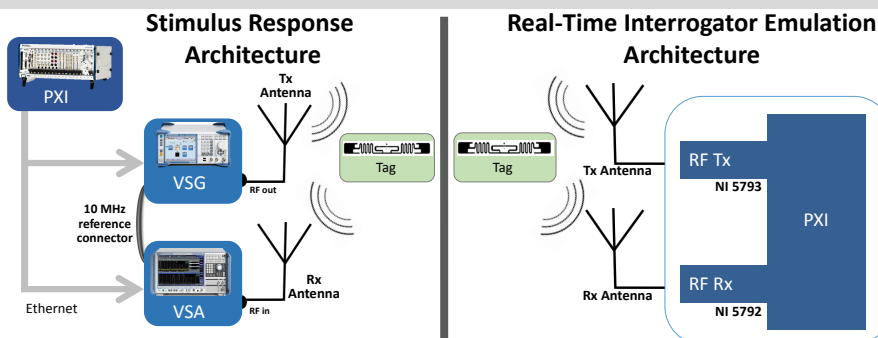 Stimulus Response
Architecture
PXI
Tx
Antenna
VSG
RF out
Tag
10 MHz
reference
connector
Rx
Antenna
VSA
RF in
Ethernet
Real-Time Interrogator Emulation
Architecture
Tag
Tx Antenna
RF Tx
NI 5793
PXI
Rx Antenna
RF Rx
NI 5792